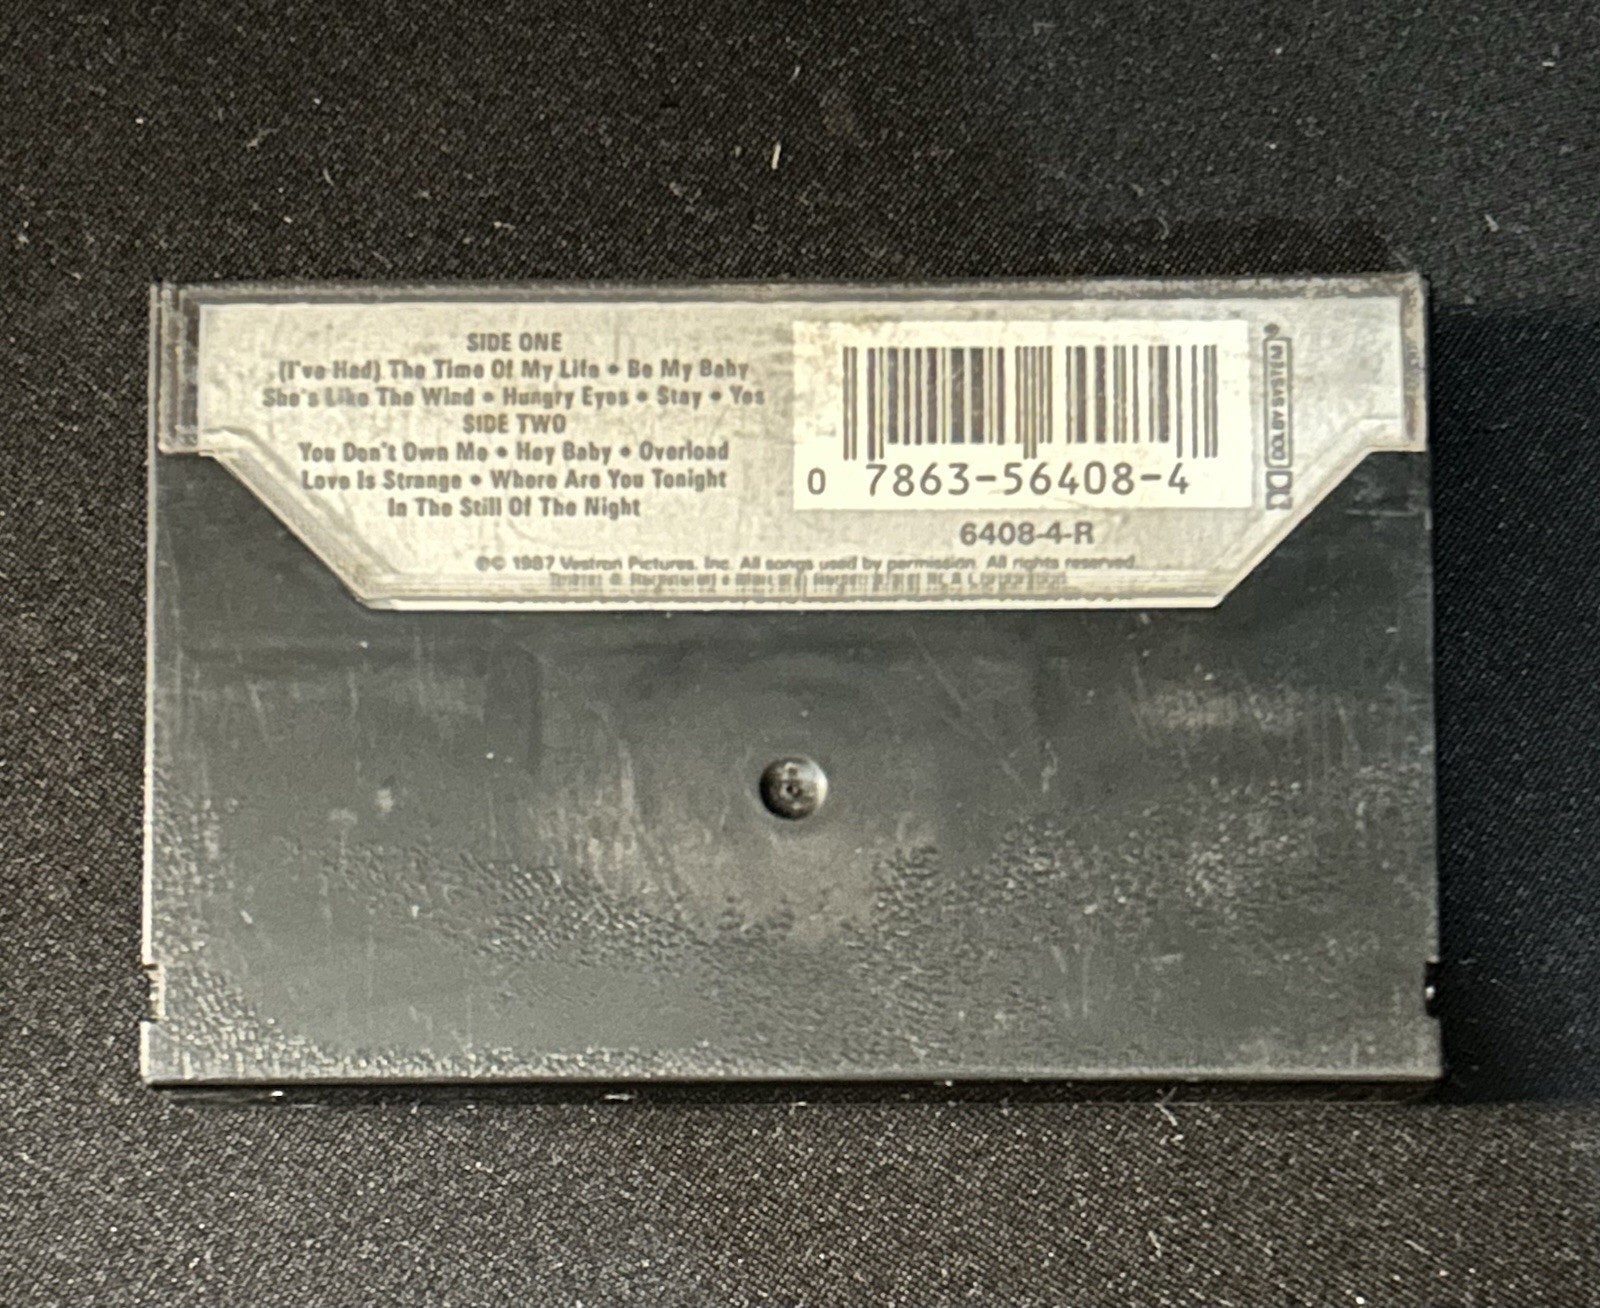 SIDE ONE
(I've Had) The Time Of My Life • Be My Baby
She's Like The Wind • Hungry Eyes • Stay • Yes
SIDE TWO
You Don't Own Me • Hey Baby • Overload
Love Is Strange • Where Are You Tonight
In The Still Of The Night
0 7863-56408-4
6408-4-R
DOLBY SYSTEM®
℗© 1987 Vestron Pictures, Inc. All songs used by permission. All rights reserved.